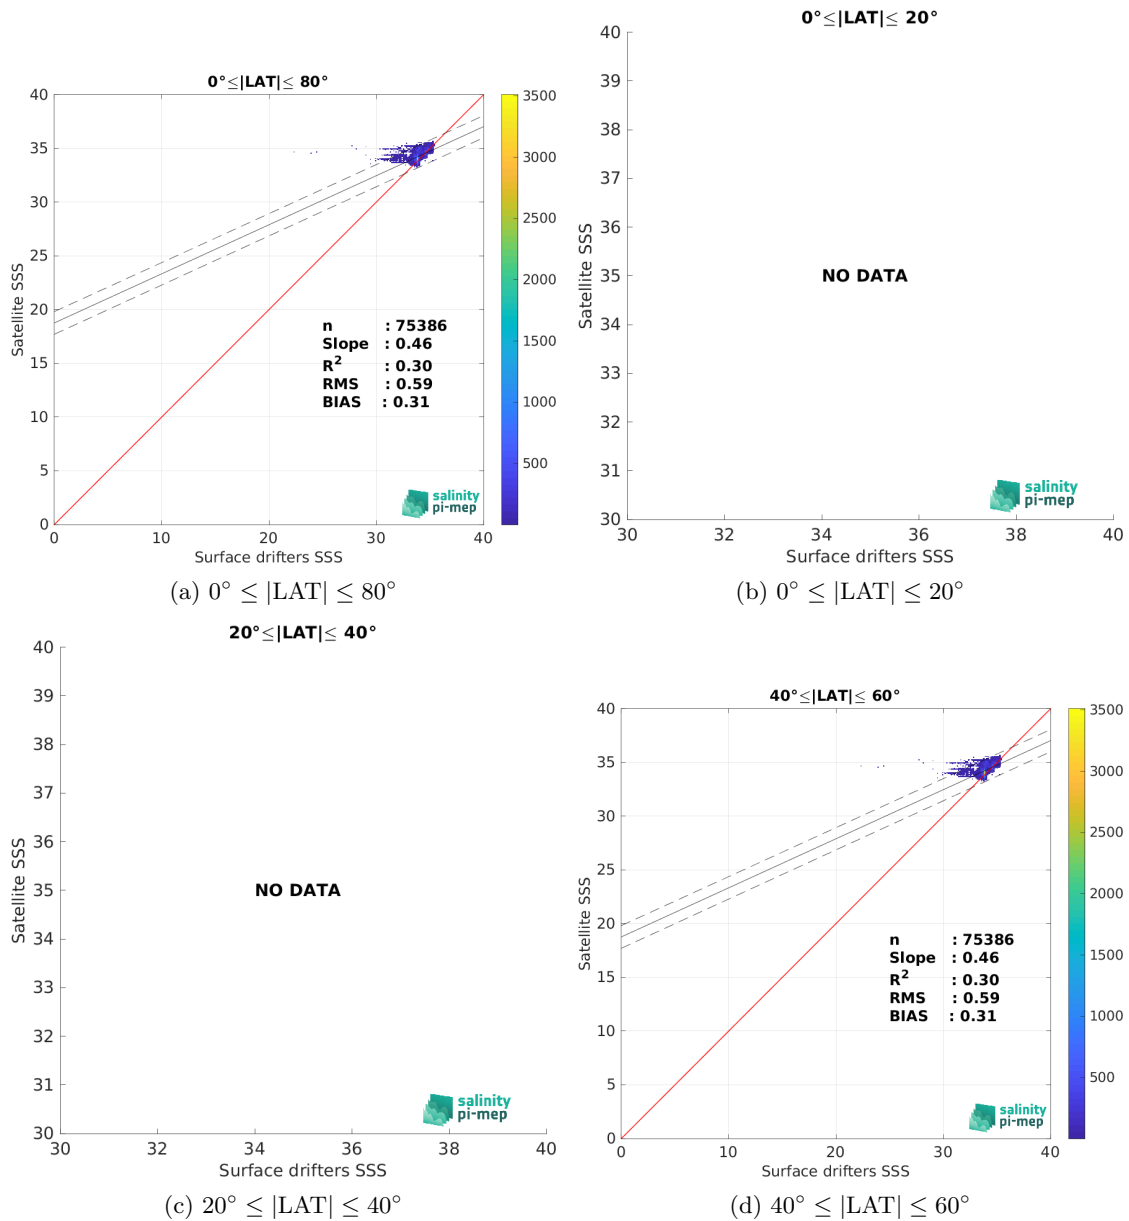 0°≤|LAT|≤ 80°
40
35
30
25
20
15
10
5
0
0
10
20
30
40
Satellite SSS
Surface drifters SSS
n : 75386
Slope : 0.46
R² : 0.30
RMS : 0.59
BIAS : 0.31
3500
3000
2500
2000
1500
1000
500
salinity
pi-mep
(a) 0° ≤ |LAT| ≤ 80°
0°≤|LAT|≤ 20°
40
39
38
37
36
35
34
33
32
31
30
30
32
34
36
38
40
Satellite SSS
Surface drifters SSS
NO DATA
salinity
pi-mep
(b) 0° ≤ |LAT| ≤ 20°
20°≤|LAT|≤ 40°
40
39
38
37
36
35
34
33
32
31
30
30
32
34
36
38
40
Satellite SSS
Surface drifters SSS
NO DATA
salinity
pi-mep
(c) 20° ≤ |LAT| ≤ 40°
40°≤|LAT|≤ 60°
40
35
30
25
20
15
10
5
0
0
10
20
30
40
Satellite SSS
Surface drifters SSS
n : 75386
Slope : 0.46
R² : 0.30
RMS : 0.59
BIAS : 0.31
3500
3000
2500
2000
1500
1000
500
salinity
pi-mep
(d) 40° ≤ |LAT| ≤ 60°